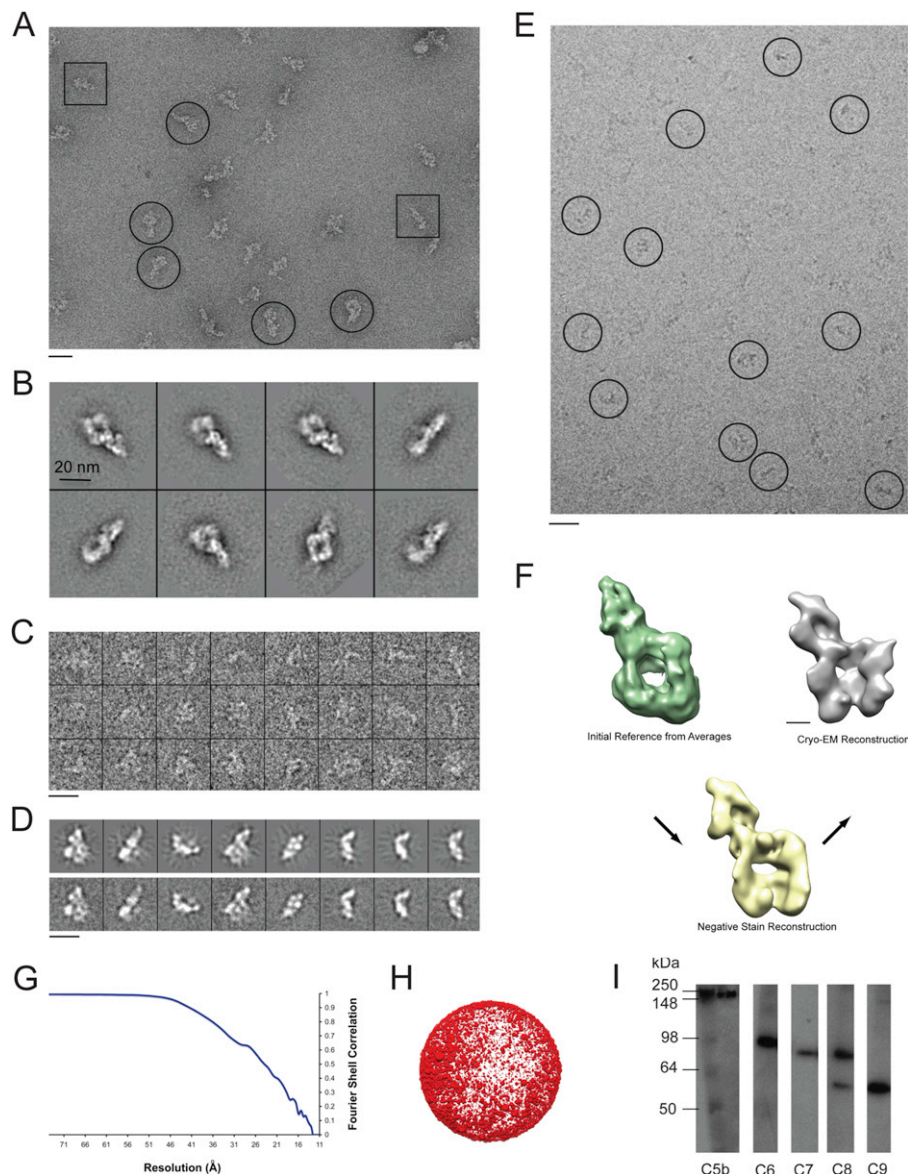 A
B
20 nm
C
D
E
F
Initial Reference from Averages
Cryo-EM Reconstruction
Negative Stain Reconstruction
G
1
0.9
0.8
0.7
0.6
0.5
0.4
0.3
0.2
0.1
0
Fourier Shell Correlation
71 66 61 56 51 46 41 36 31 26 21 16 11
Resolution (Å)
H
I
kDa
250
148
98
64
50
C5b C6 C7 C8 C9